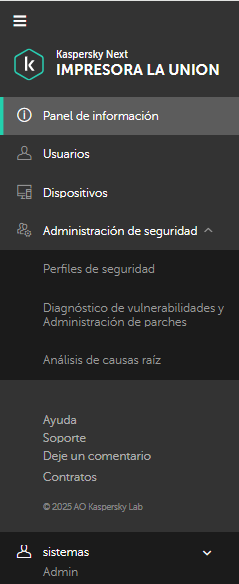 Kaspersky Next
IMPRESORA LA UNION
Panel de información
Usuarios
Dispositivos
Administración de seguridad
Perfiles de seguridad
Diagnóstico de vulnerabilidades y
Administración de parches
Análisis de causas raíz
Ayuda
Soporte
Deje un comentario
Contratos
© 2025 AO Kaspersky Lab
sistemas
Admin